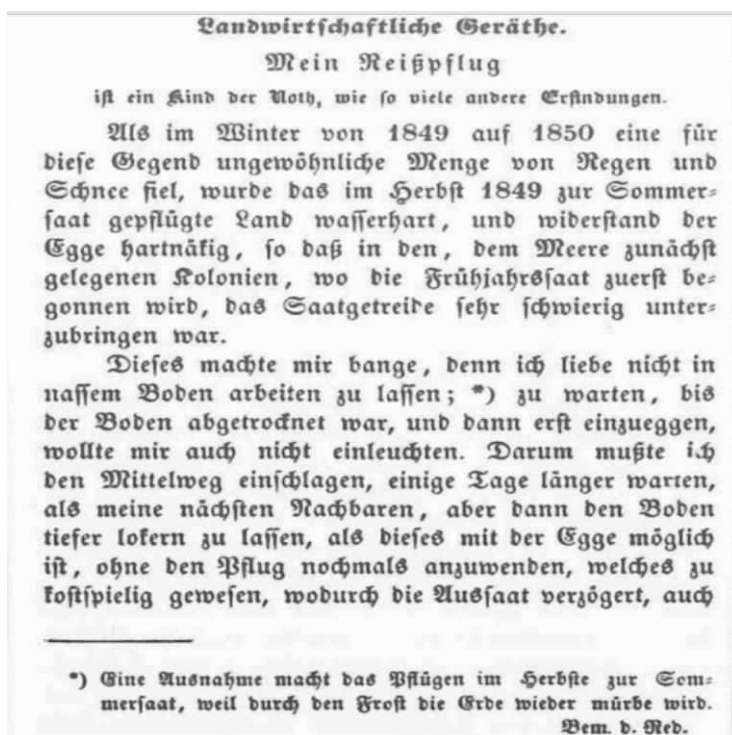 Landwirtschaftliche Geräthe.
Mein Reißpflug
ist ein Kind der Noth, wie so viele andere Erfindungen.
Als im Winter von 1849 auf 1850 eine für
diese Gegend ungewöhnliche Menge von Regen und
Schnee fiel, wurde das im Herbst 1849 zur Sommer-
saat gepflügte Land wasserhart, und widerstand der
Egge hartnäkig, so daß in den, dem Meere zunächst
gelegenen Kolonien, wo die Frühjahrssaat zuerst be-
gonnen wird, das Saatgetreide sehr schwierig unter-
zubringen war.
Dieses machte mir bange, denn ich liebe nicht in
nassem Boden arbeiten zu lassen; *) zu warten, bis
der Boden abgetrocknet war, und dann erst einzueggen,
wollte mir auch nicht einleuchten. Darum mußte ich
den Mittelweg einschlagen, einige Tage länger warten,
als meine nächsten Nachbaren, aber dann den Boden
tiefer lokern zu lassen, als dieses mit der Egge möglich
ist, ohne den Pflug nochmals anzuwenden, welches zu
kostspielig gewesen, wodurch die Aussaat verzögert, auch
*) Eine Ausnahme macht das Pflügen im Herbste zur Som-
mersaat, weil durch den Frost die Erde wieder mürbe wird.
Bem. d. Red.